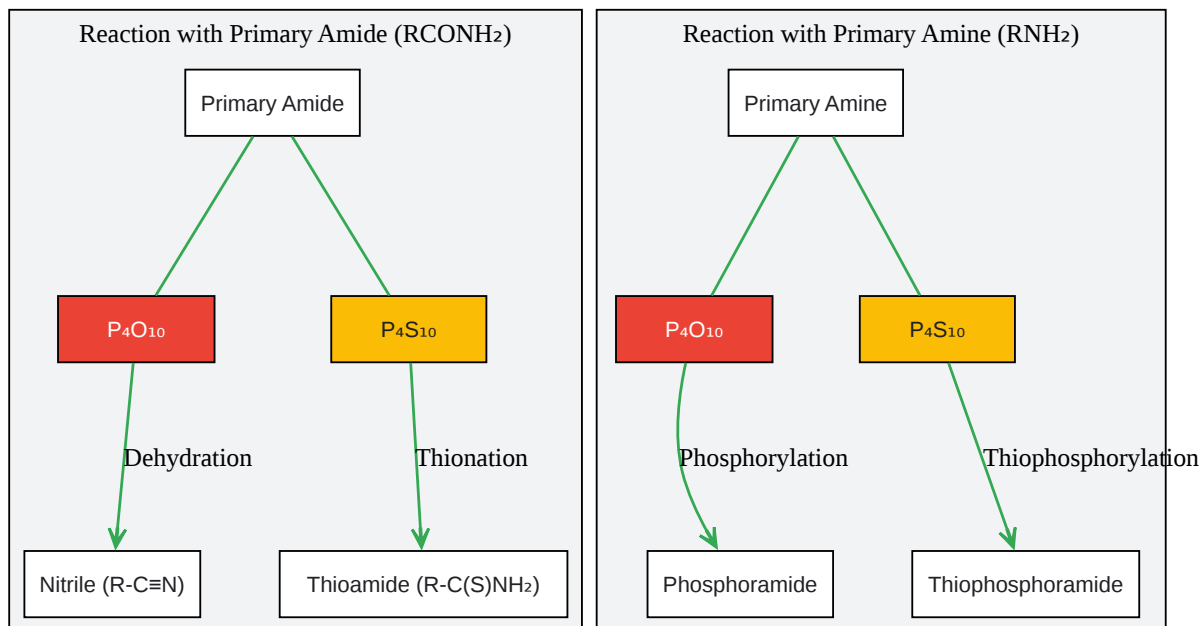 Reaction with Primary Amide (RCONH₂)
Primary Amide
P₄O₁₀
P₄S₁₀
Dehydration
Thionation
Nitrile (R-C≡N)
Thioamide (R-C(S)NH₂)
Reaction with Primary Amine (RNH₂)
Primary Amine
P₄O₁₀
P₄S₁₀
Phosphorylation
Thiophosphorylation
Phosphoramide
Thiophosphoramide